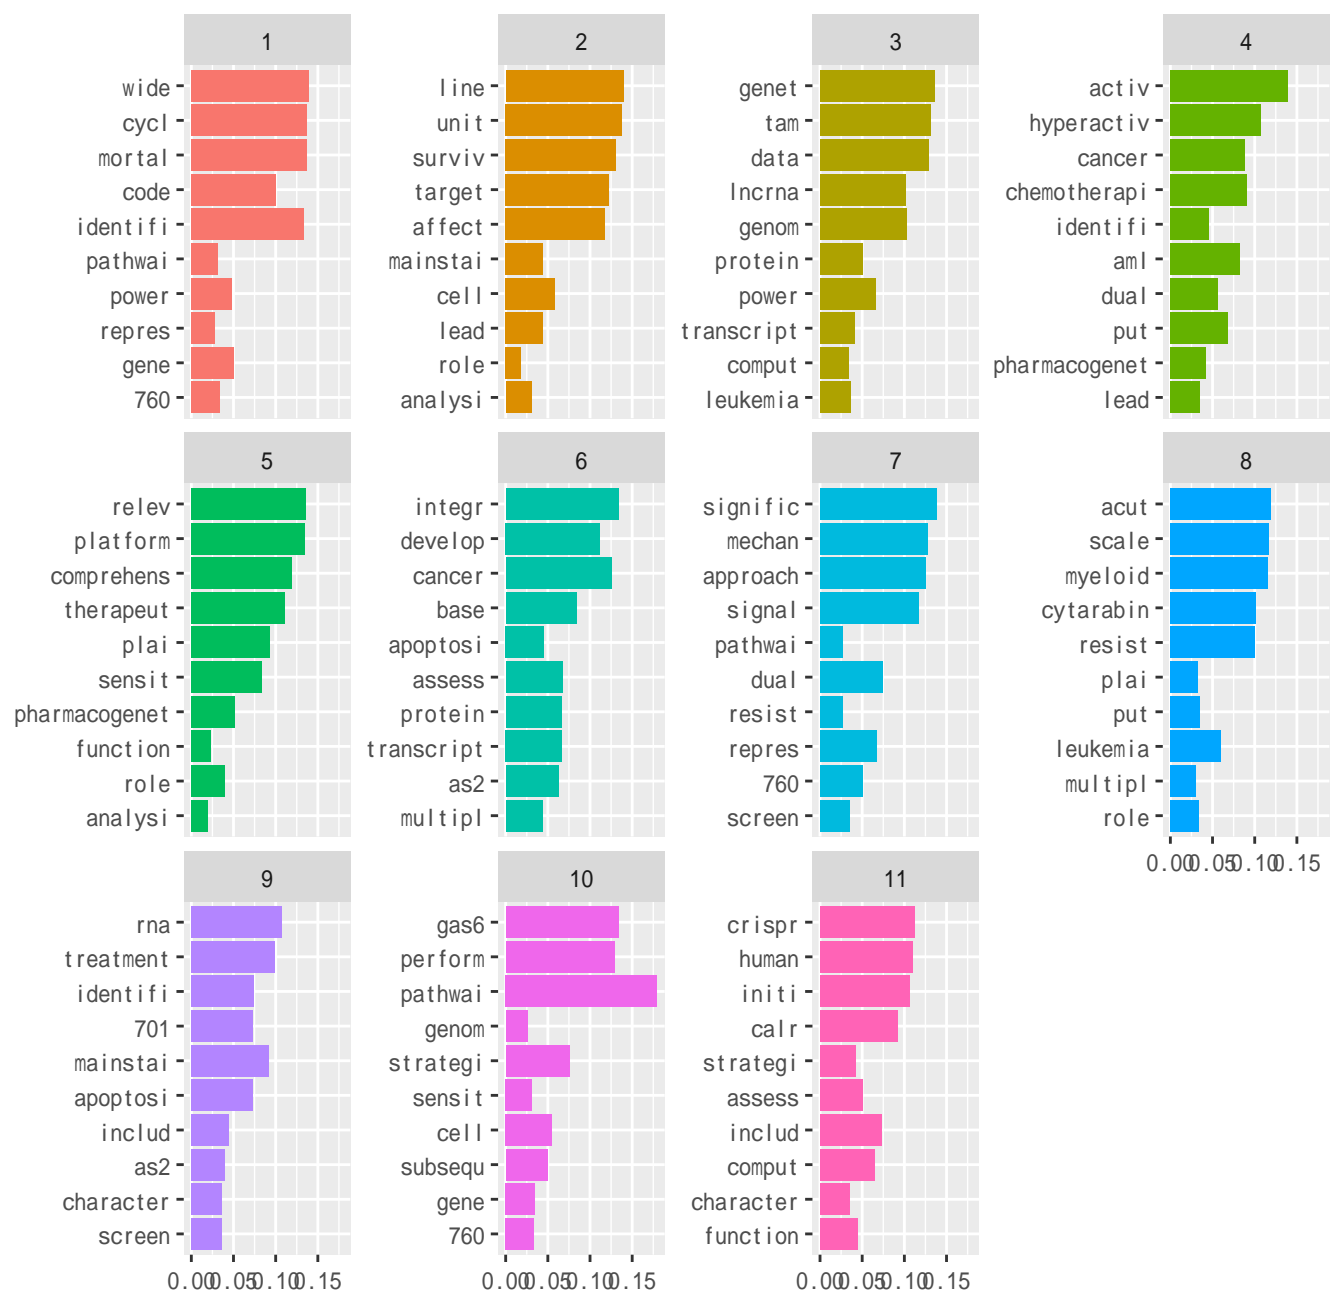 1
wide
cycl
mortal
code
identifi
pathwai
power
repres
gene
760
2
line
unit
surviv
target
affect
mainstai
cell
lead
role
analysi
3
genet
tam
data
lncrna
genom
protein
power
transcript
comput
leukemia
4
activ
hyperactiv
cancer
chemotherapi
identifi
aml
dual
put
pharmacogenet
lead
5
relev
platform
comprehens
therapeut
plai
sensit
pharmacogenet
function
role
analysi
6
integr
develop
cancer
base
apoptosi
assess
protein
transcript
as2
multipl
7
signific
mechan
approach
signal
pathwai
dual
resist
repres
760
screen
8
acut
scale
myeloid
cytarabin
resist
plai
put
leukemia
multipl
role
0.00 0.05 0.10 0.15
9
rna
treatment
identifi
701
mainstai
apoptosi
includ
as2
character
screen
0.00 0.05 0.10 0.15
10
gas6
perform
pathwai
genom
strategi
sensit
cell
subsequ
gene
760
0.00 0.05 0.10 0.15
11
crispr
human
initi
calr
strategi
assess
includ
comput
character
function
0.00 0.05 0.10 0.15